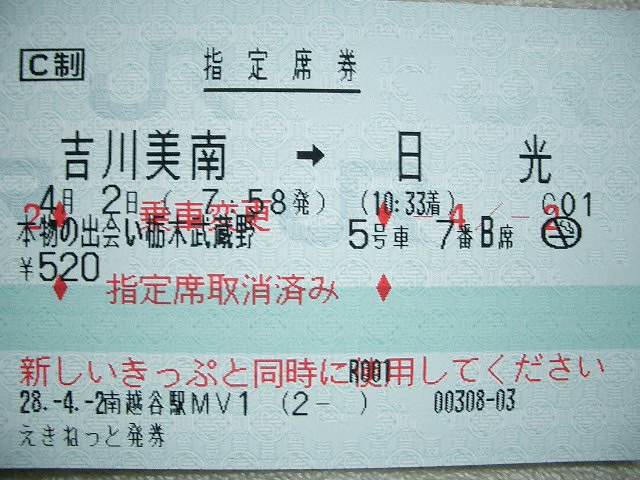 C制 指定席券
吉川美南 → 日光
4月 2日( 7:58発) (10:33着) C01
2 乗車変更 -4 -2
本物の出会い栃木武蔵野 5号車 7番B席
¥520
指定席取消済み
R001
新しいきっぷと同時に使用してください
28.-4.-2南越谷駅MV1 (2- ) 00308-03
えきねっと発券